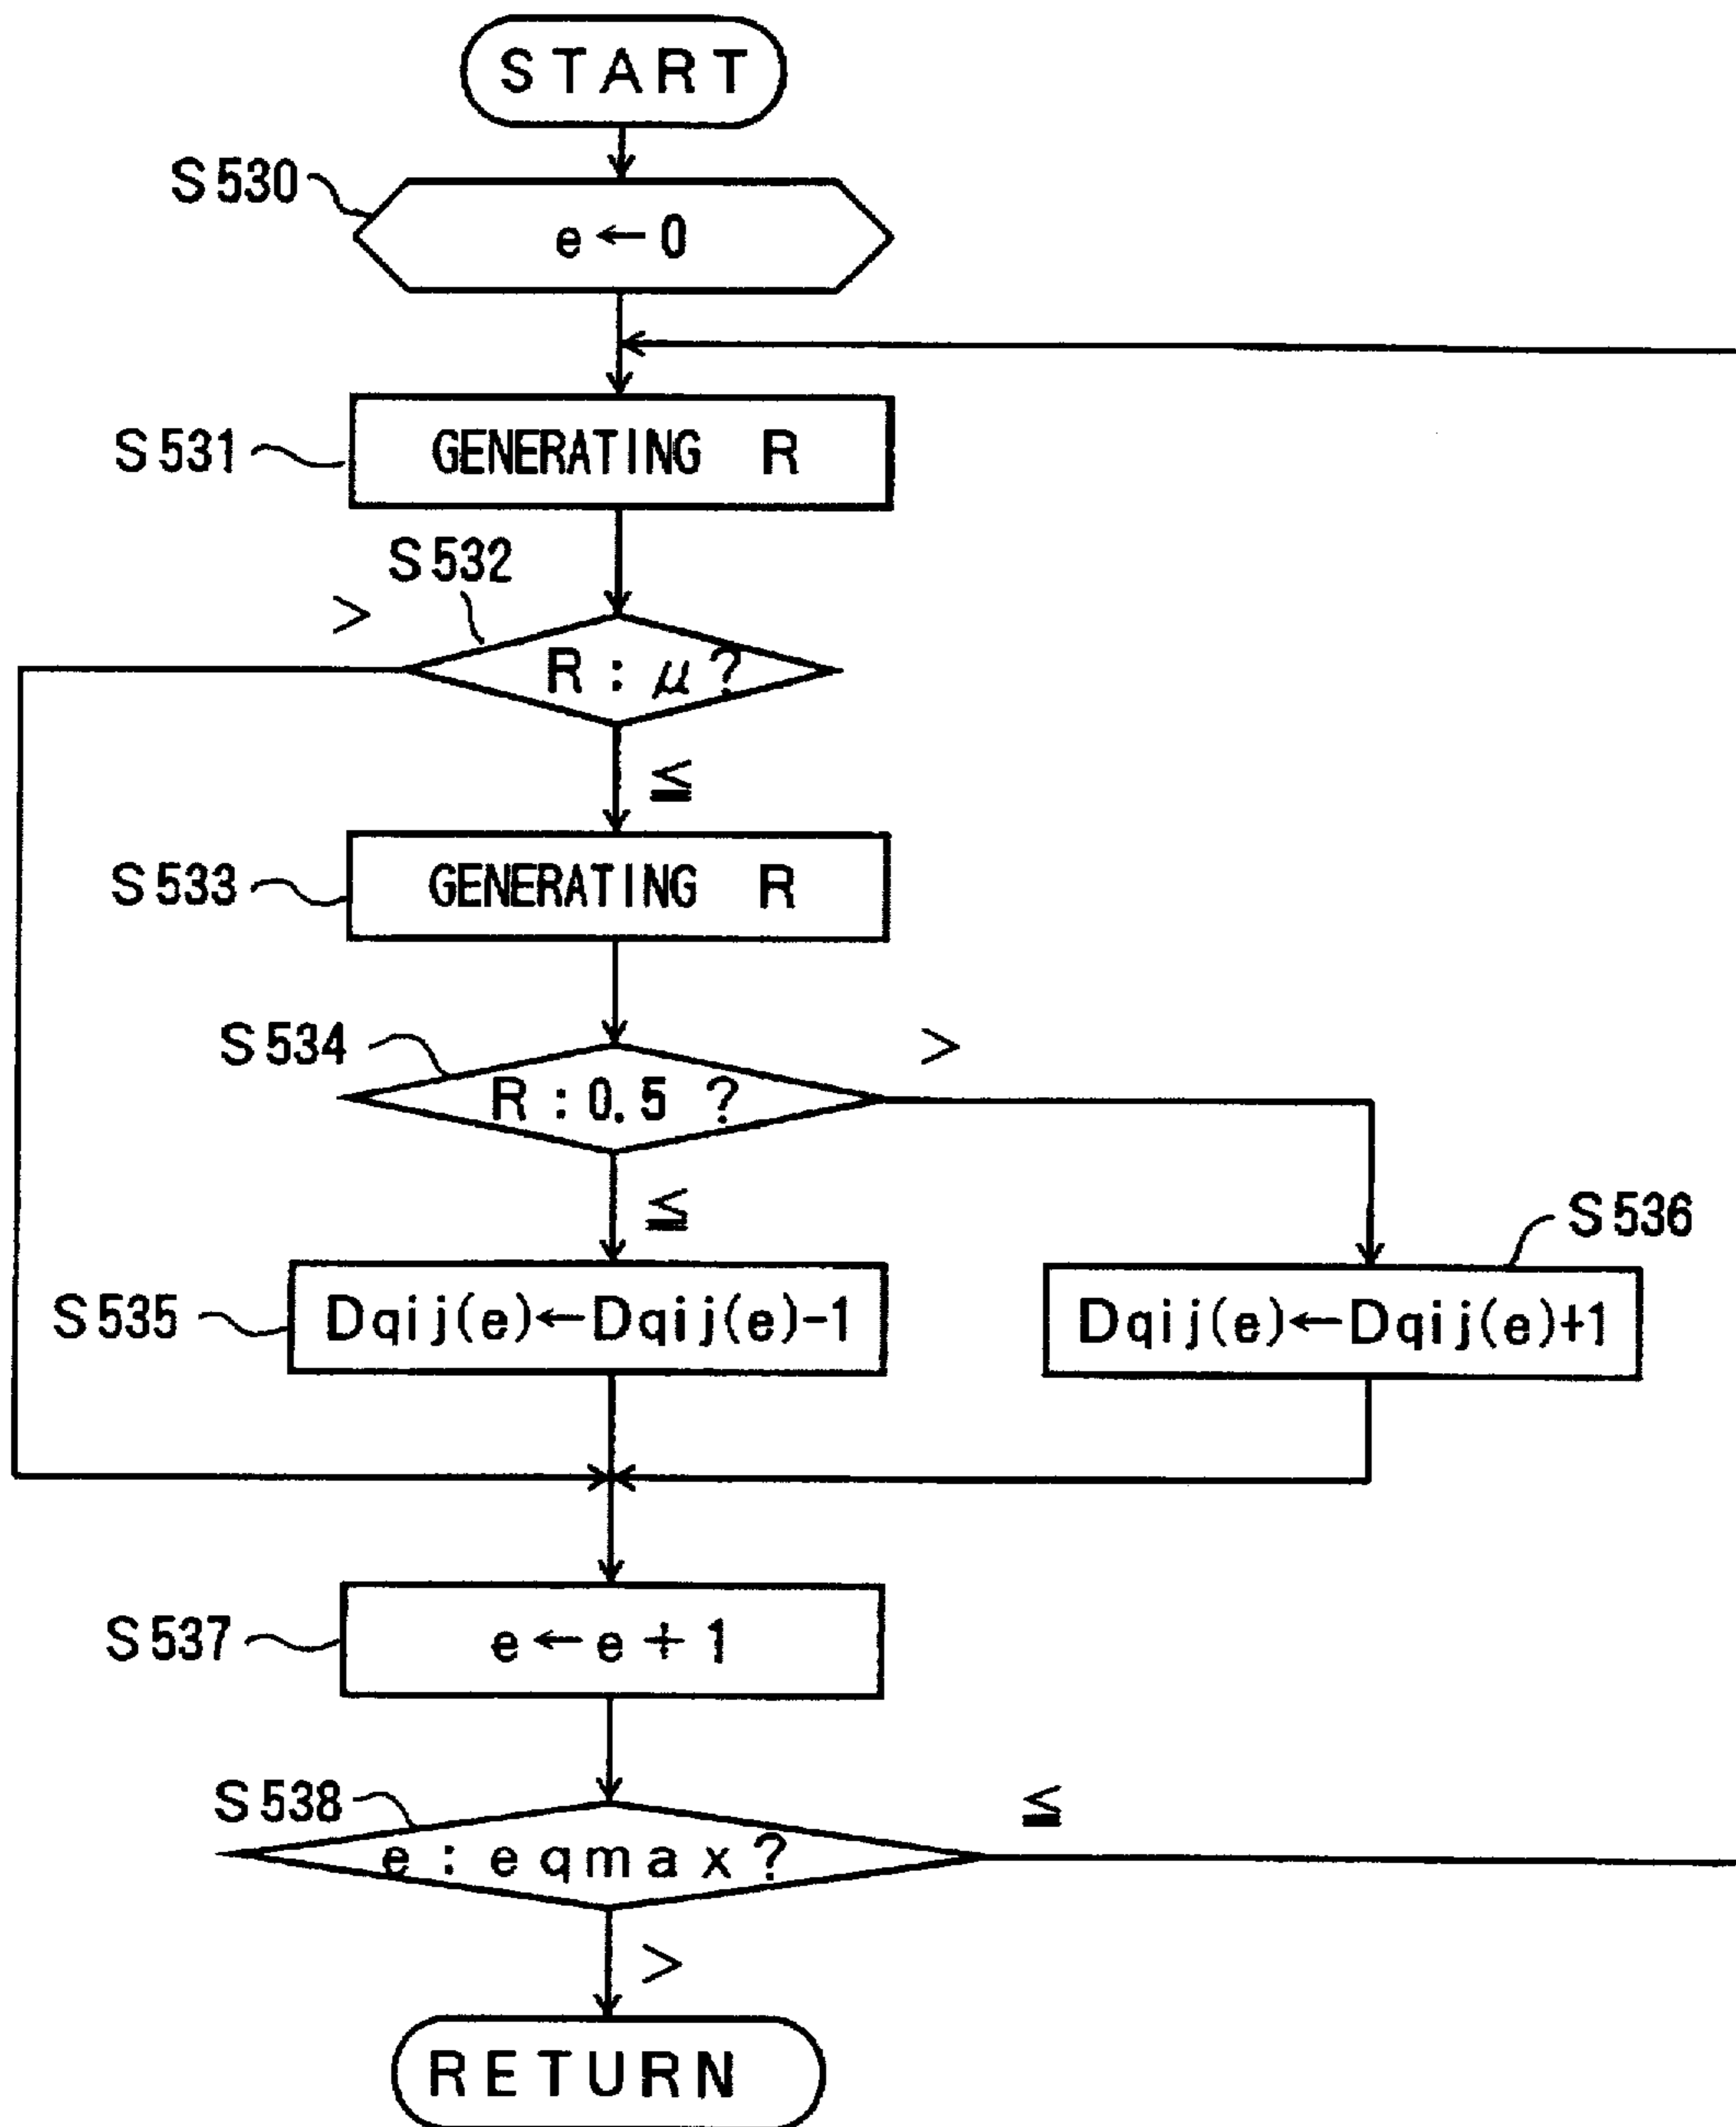 START
S530
e←0
S531
GENERATING R
S532
>
R:μ?
≦
S533
GENERATING R
S534
>
R:0.5 ?
≦
S536
S535
Dqij(e)←Dqij(e)-1
Dqij(e)←Dqij(e)+1
S537
e←e+1
S538
≦
e:eqmax?
>
RETURN